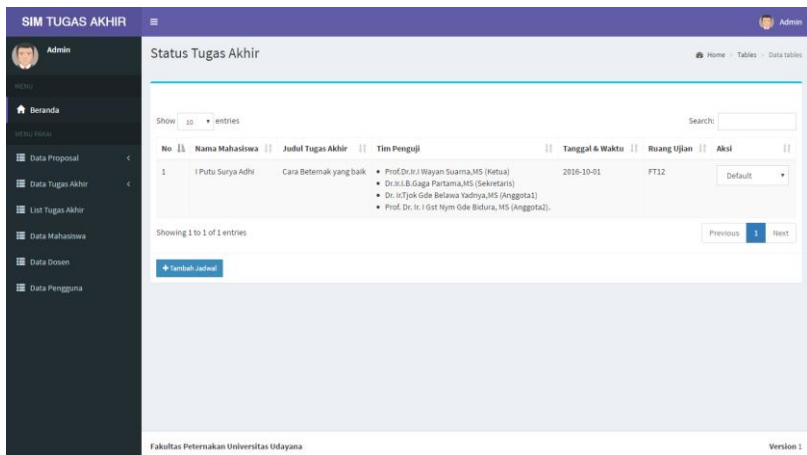 SIM TUGAS AKHIR
Admin
Admin
Status Tugas Akhir
Home > Tables > Data tables
MENU
Beranda
MENU PAKAI
Data Proposal
Data Tugas Akhir
List Tugas Akhir
Data Mahasiswa
Data Dosen
Data Pengguna
Show 10 entries
Search:
No Nama Mahasiswa Judul Tugas Akhir Tim Penguji Tanggal & Waktu Ruang Ujian Aksi
1 I Putu Surya Adhi Cara Beternak yang baik • Prof.Dr.Ir.I Wayan Suarna,MS (Ketua) 2016-10-01 FT12 Default
• Dr.Ir.I.B.Gaga Partama,MS (Sekretaris)
• Dr. Ir.Tjok Gde Belawa Yadnya,MS (Anggota1)
• Prof. Dr. Ir. I Gst Nym Gde Bidura, MS (Anggota2).
Showing 1 to 1 of 1 entries
Previous 1 Next
+Tambah Jadwal
Fakultas Peternakan Universitas Udayana
Version 1